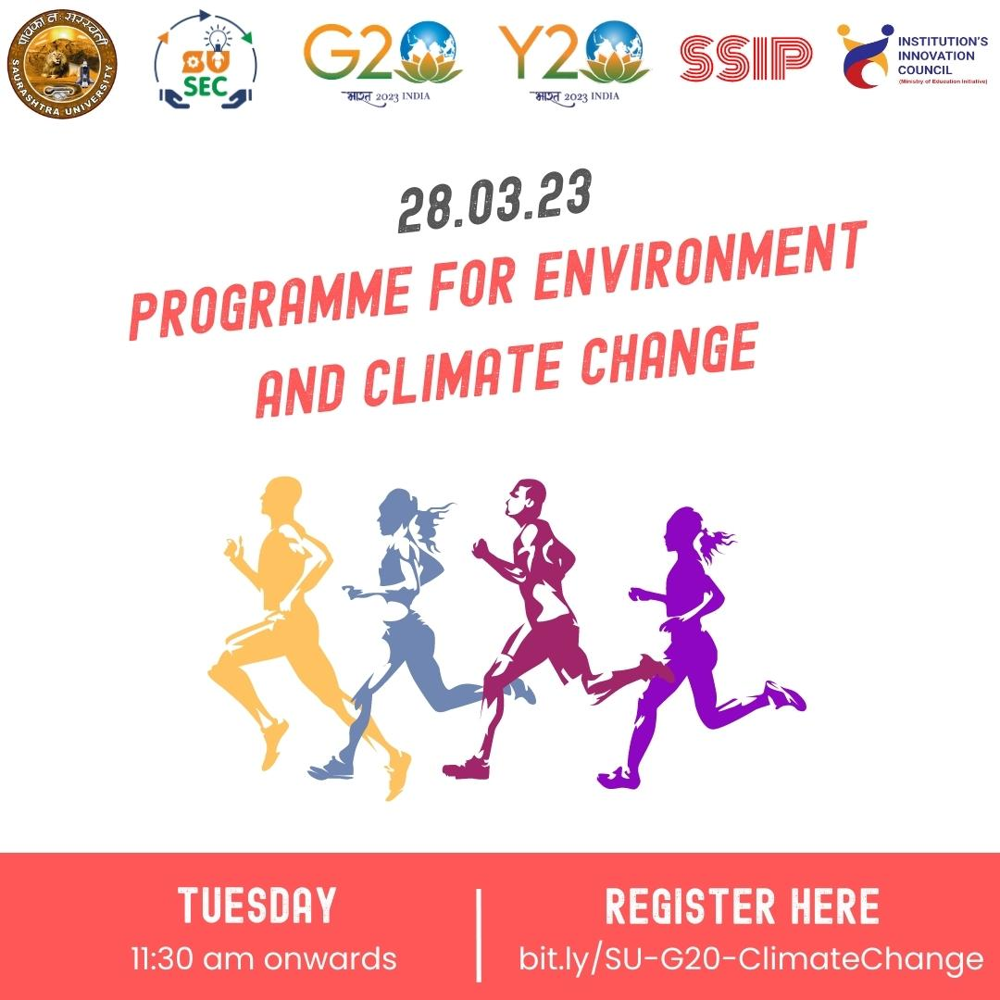 पावका नः सरस्वती
SAURASHTRA UNIVERSITY
SU
SEC
G20
भारत 2023 INDIA
Y20
भारत 2023 INDIA
SSIP
INSTITUTION'S
INNOVATION
COUNCIL
(Ministry of Education Initiative)
28.03.23
PROGRAMME FOR ENVIRONMENT
AND CLIMATE CHANGE
TUESDAY
11:30 am onwards
REGISTER HERE
bit.ly/SU-G20-ClimateChange